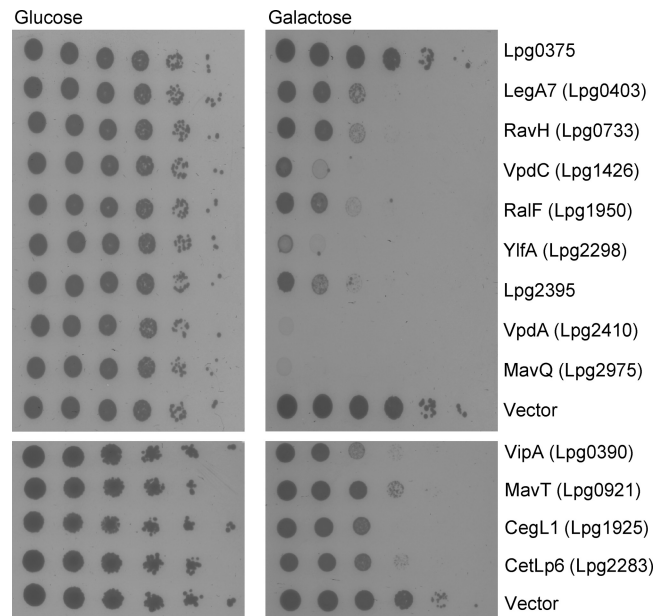 Glucose
Galactose
Lpg0375
LegA7 (Lpg0403)
RavH (Lpg0733)
VpdC (Lpg1426)
RalF (Lpg1950)
YlfA (Lpg2298)
Lpg2395
VpdA (Lpg2410)
MavQ (Lpg2975)
Vector
VipA (Lpg0390)
MavT (Lpg0921)
CegL1 (Lpg1925)
CetLp6 (Lpg2283)
Vector